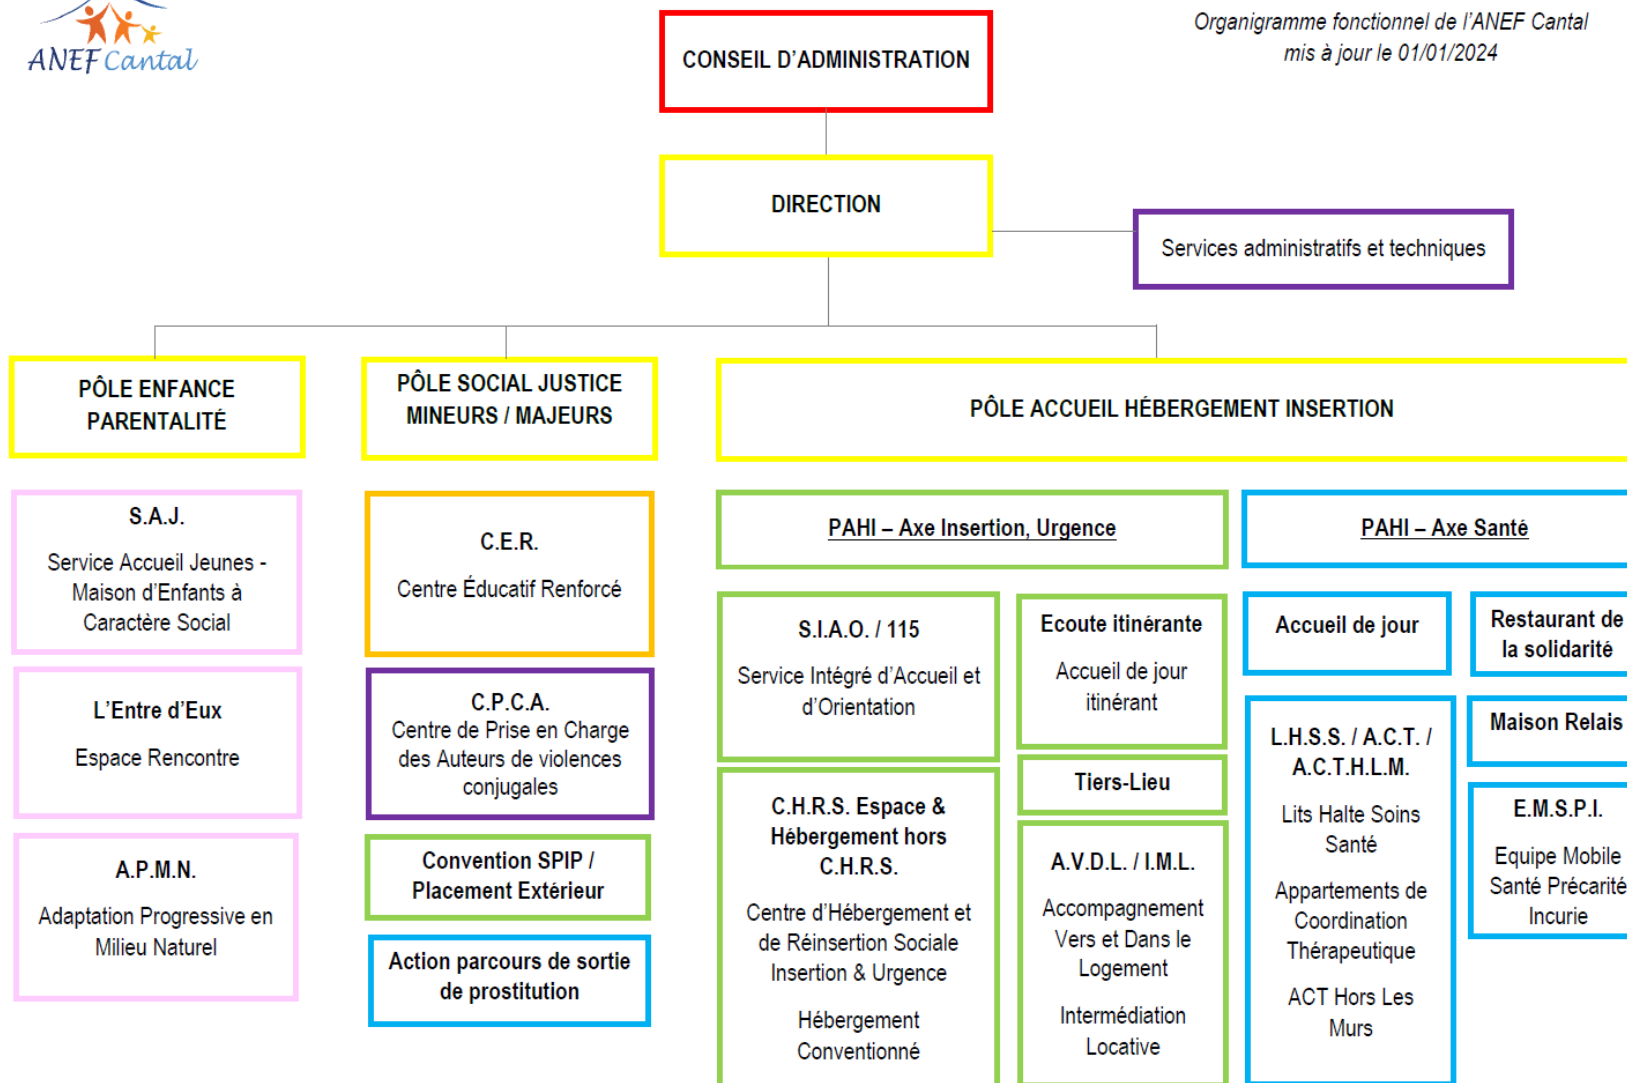 ANEF Cantal
Organigramme fonctionnel de l'ANEF Cantal
mis à jour le 01/01/2024
CONSEIL D'ADMINISTRATION
DIRECTION
Services administratifs et techniques
PÔLE ENFANCE
PARENTALITÉ
PÔLE SOCIAL JUSTICE
MINEURS / MAJEURS
PÔLE ACCUEIL HÉBERGEMENT INSERTION
S.A.J.
Service Accueil Jeunes -
Maison d'Enfants à
Caractère Social
L'Entre d'Eux
Espace Rencontre
A.P.M.N.
Adaptation Progressive en
Milieu Naturel
C.E.R.
Centre Éducatif Renforcé
C.P.C.A.
Centre de Prise en Charge
des Auteurs de violences
conjugales
Convention SPIP /
Placement Extérieur
Action parcours de sortie
de prostitution
PAHI – Axe Insertion, Urgence
S.I.A.O. / 115
Service Intégré d'Accueil et
d'Orientation
C.H.R.S. Espace &
Hébergement hors
C.H.R.S.
Centre d'Hébergement et
de Réinsertion Sociale
Insertion & Urgence
Hébergement
Conventionné
Ecoute itinérante
Accueil de jour
itinérant
Tiers-Lieu
A.V.D.L. / I.M.L.
Accompagnement
Vers et Dans le
Logement
Intermédiation
Locative
PAHI – Axe Santé
Accueil de jour
L.H.S.S. / A.C.T. /
A.C.T.H.L.M.
Lits Halte Soins
Santé
Appartements de
Coordination
Thérapeutique
ACT Hors Les
Murs
Restaurant de
la solidarité
Maison Relais
E.M.S.P.I.
Equipe Mobile
Santé Précarité
Incurie